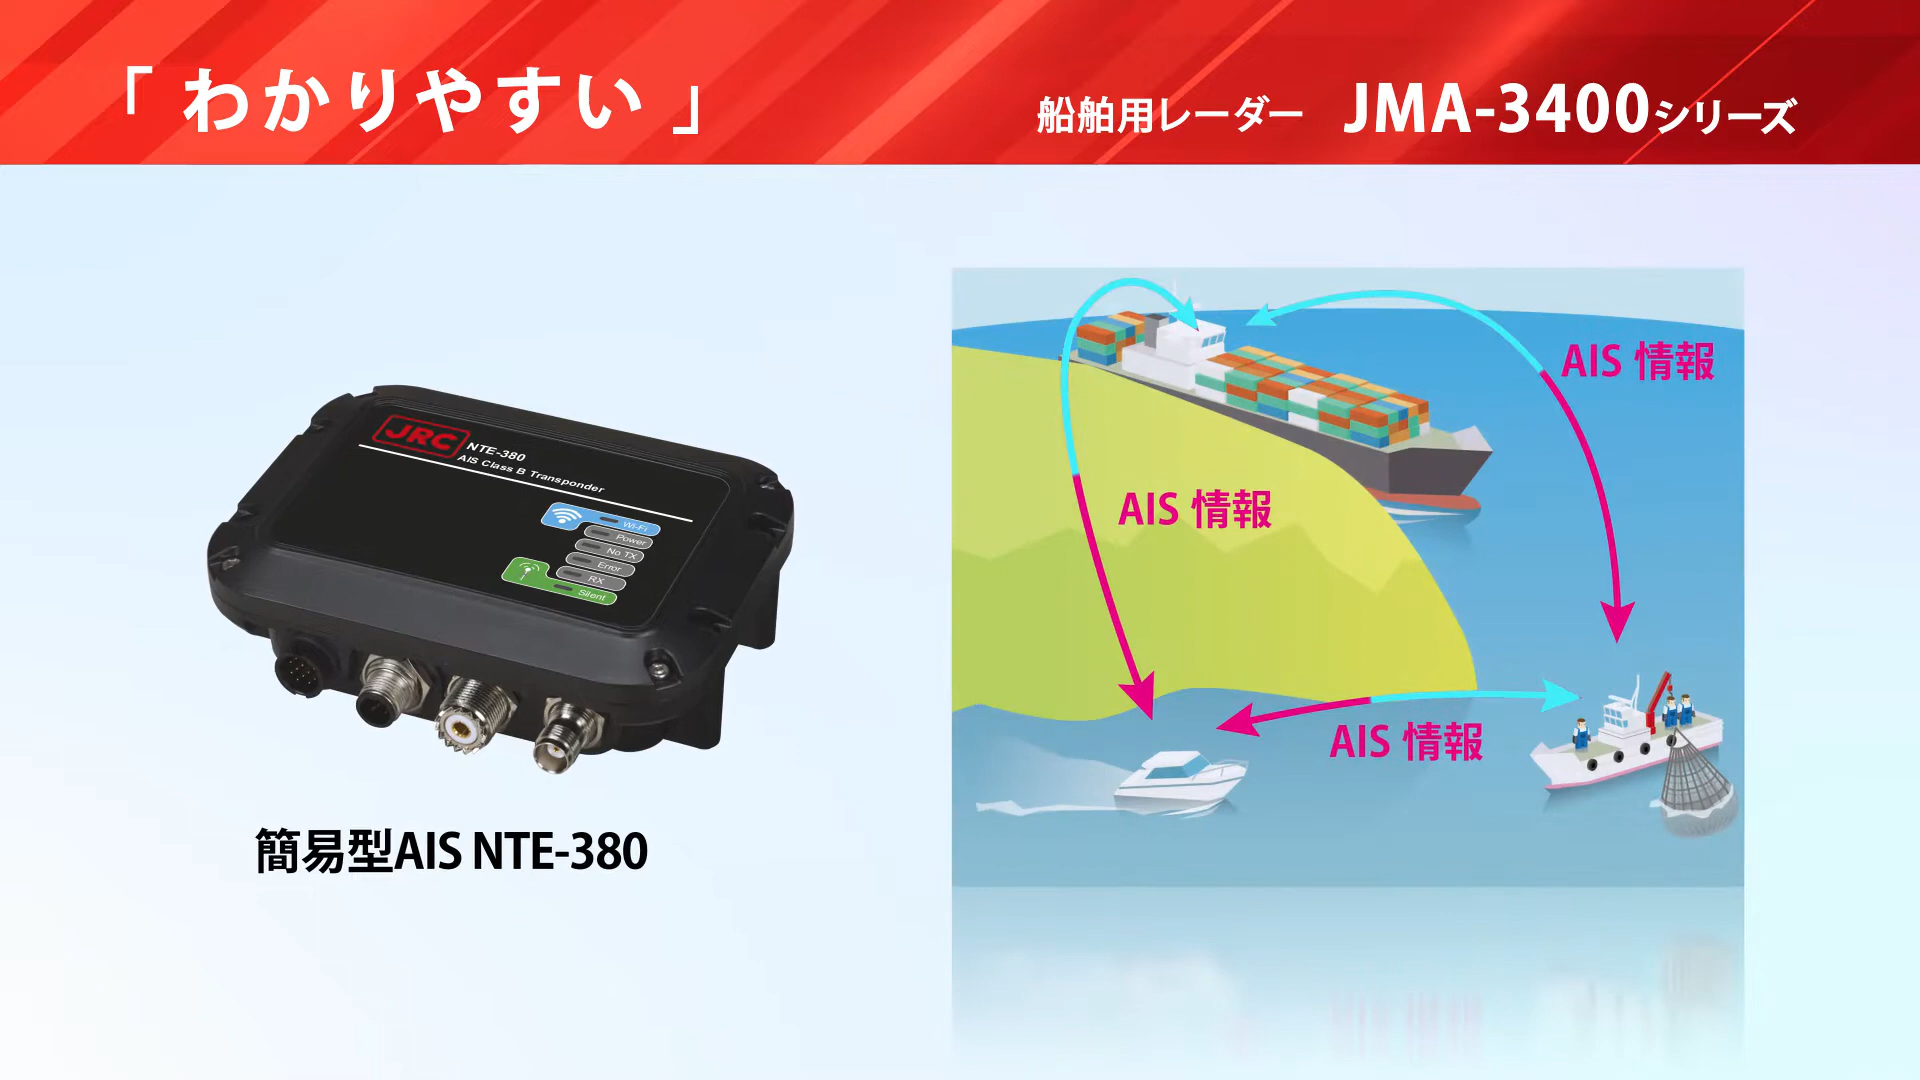 「 わかりやすい 」
船舶用レーダー JMA-3400シリーズ
JRC
NTE-380
AIS Class B Transponder
Wi-Fi
Power
No TX
Error
RX
Silent
簡易型AIS NTE-380
AIS 情報
AIS 情報
AIS 情報